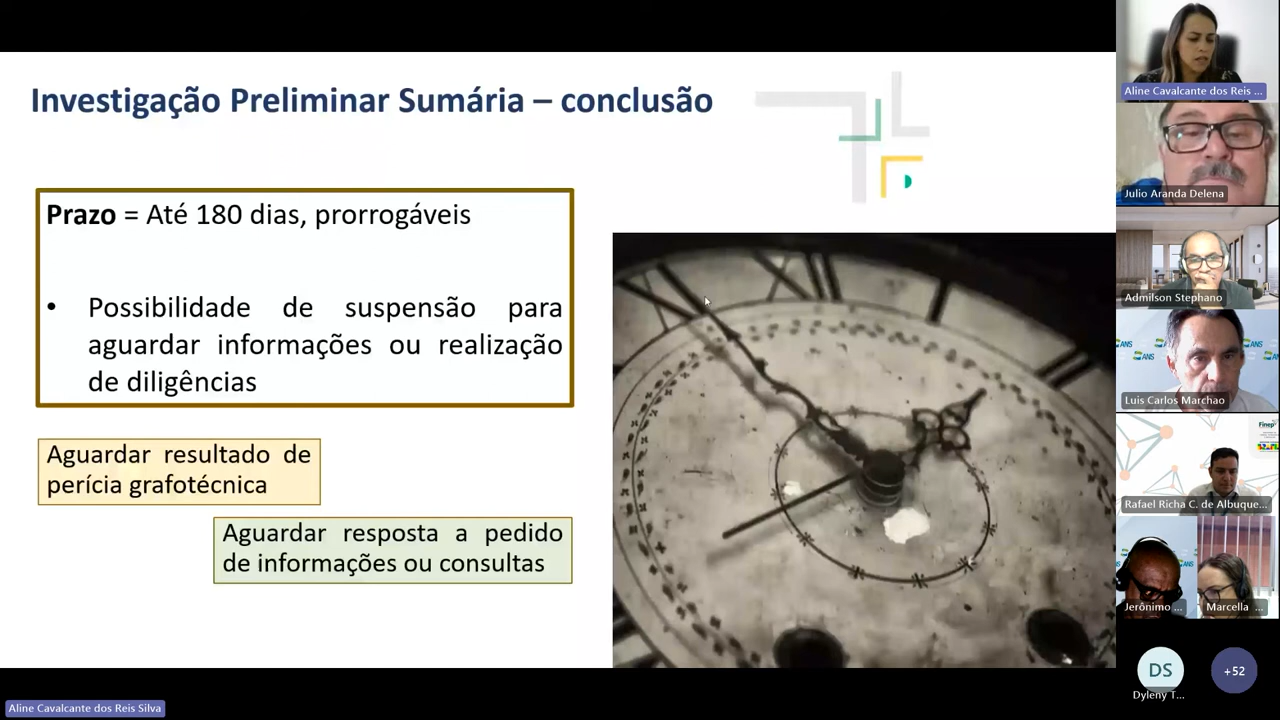 Investigação Preliminar Sumária – conclusão
Prazo = Até 180 dias, prorrogáveis
• Possibilidade de suspensão para
aguardar informações ou realização
de diligências
Aguardar resultado de
perícia grafotécnica
Aguardar resposta a pedido
de informações ou consultas
Aline Cavalcante dos Reis ...
Julio Aranda Delena
Admilson Stephano
ANS
ANS
Luis Carlos Marchao
Finep
Rafael Richa C. de Albuque...
Jerônimo ...
Marcella ...
DS
Dyleny T...
+52
Aline Cavalcante dos Reis Silva